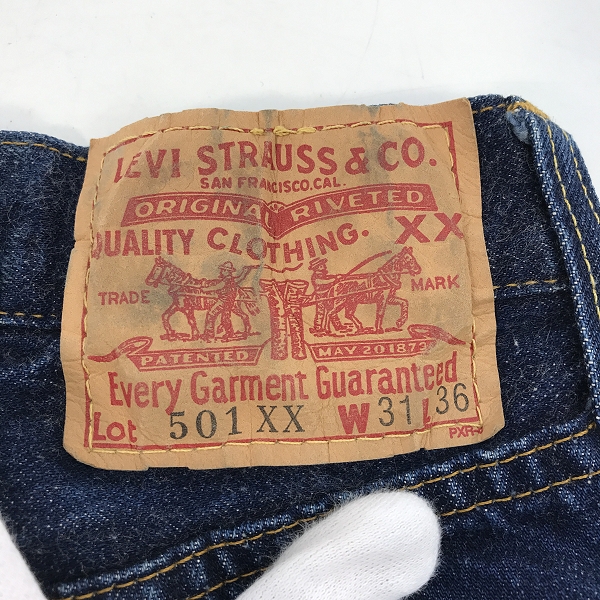 LEVI STRAUSS & CO.
SAN FRANCISCO.CAL.
ORIGINAL RIVETED
QUALITY CLOTHING. XX
TRADE MARK
PATENTED MAY 20 1873
Every Garment Guaranteed
Lot 501 XX W 31 L 36